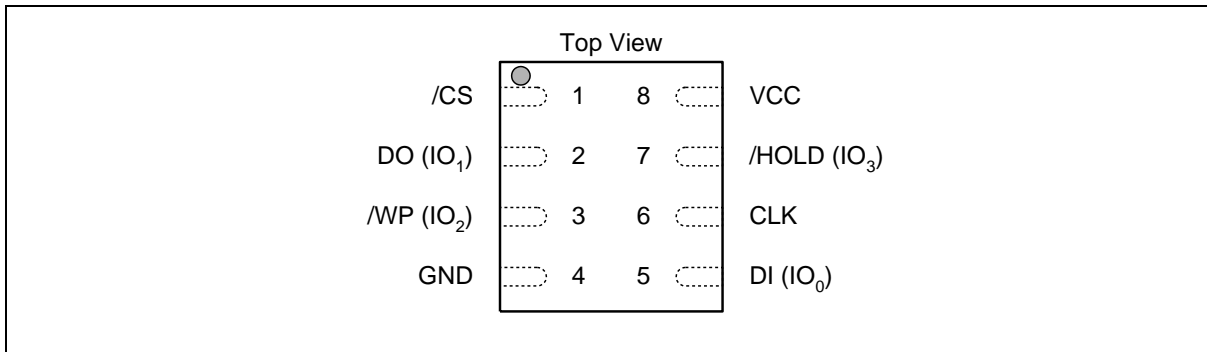 Top View
/CS 1 8 VCC
DO (IO₁) 2 7 /HOLD (IO₃)
/WP (IO₂) 3 6 CLK
GND 4 5 DI (IO₀)